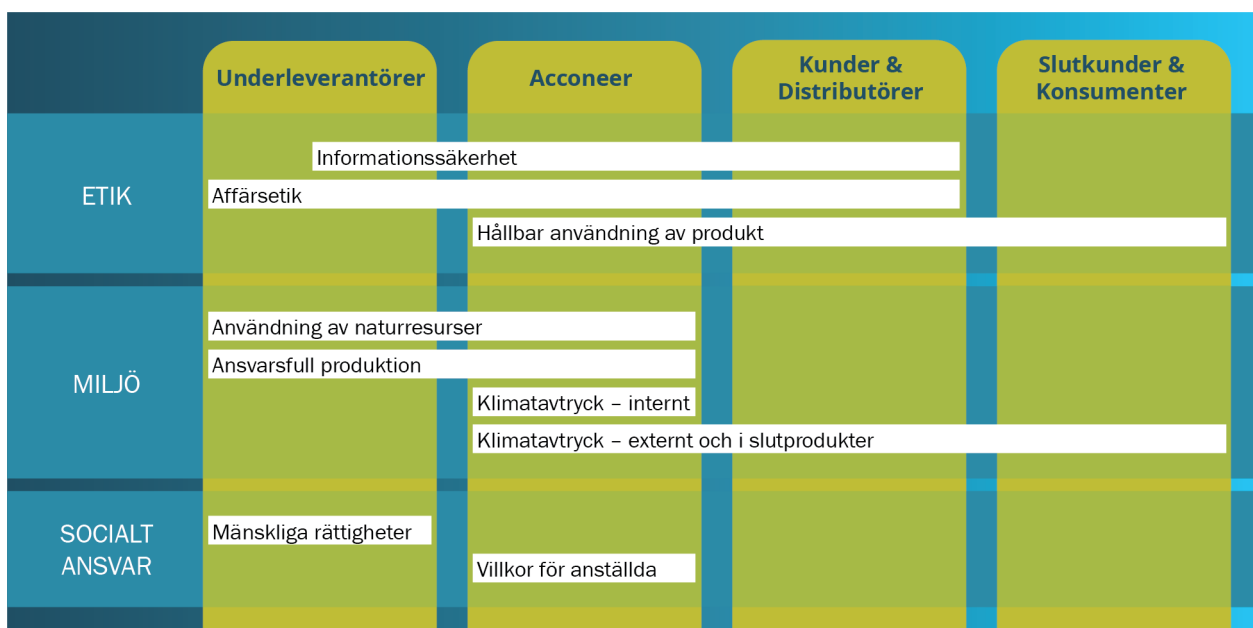 Underleverantörer
Acconeer
Kunder &
Distributörer
Slutkunder &
Konsumenter
ETIK
Informationssäkerhet
Affärsetik
Hållbar användning av produkt
MILJÖ
Användning av naturresurser
Ansvarsfull produktion
Klimatavtryck – internt
Klimatavtryck – externt och i slutprodukter
SOCIALT
ANSVAR
Mänskliga rättigheter
Villkor för anställda